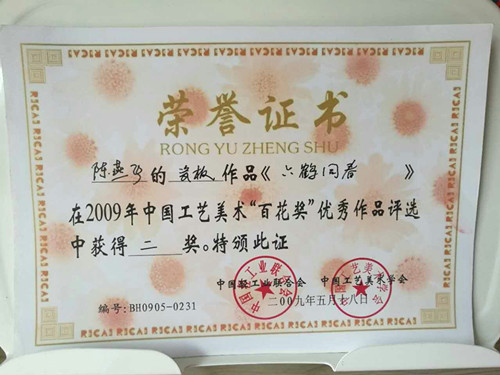 荣誉证书
RONG YU ZHENG SHU
陈燕飞的瓷板作品《六鹤同春》
在2009年中国工艺美术“百花奖”优秀作品评选
中获得二奖。特颁此证
中国轻工业联合会 中国工艺美术学会
二00九年五月十八日
编号:BH0905-0231